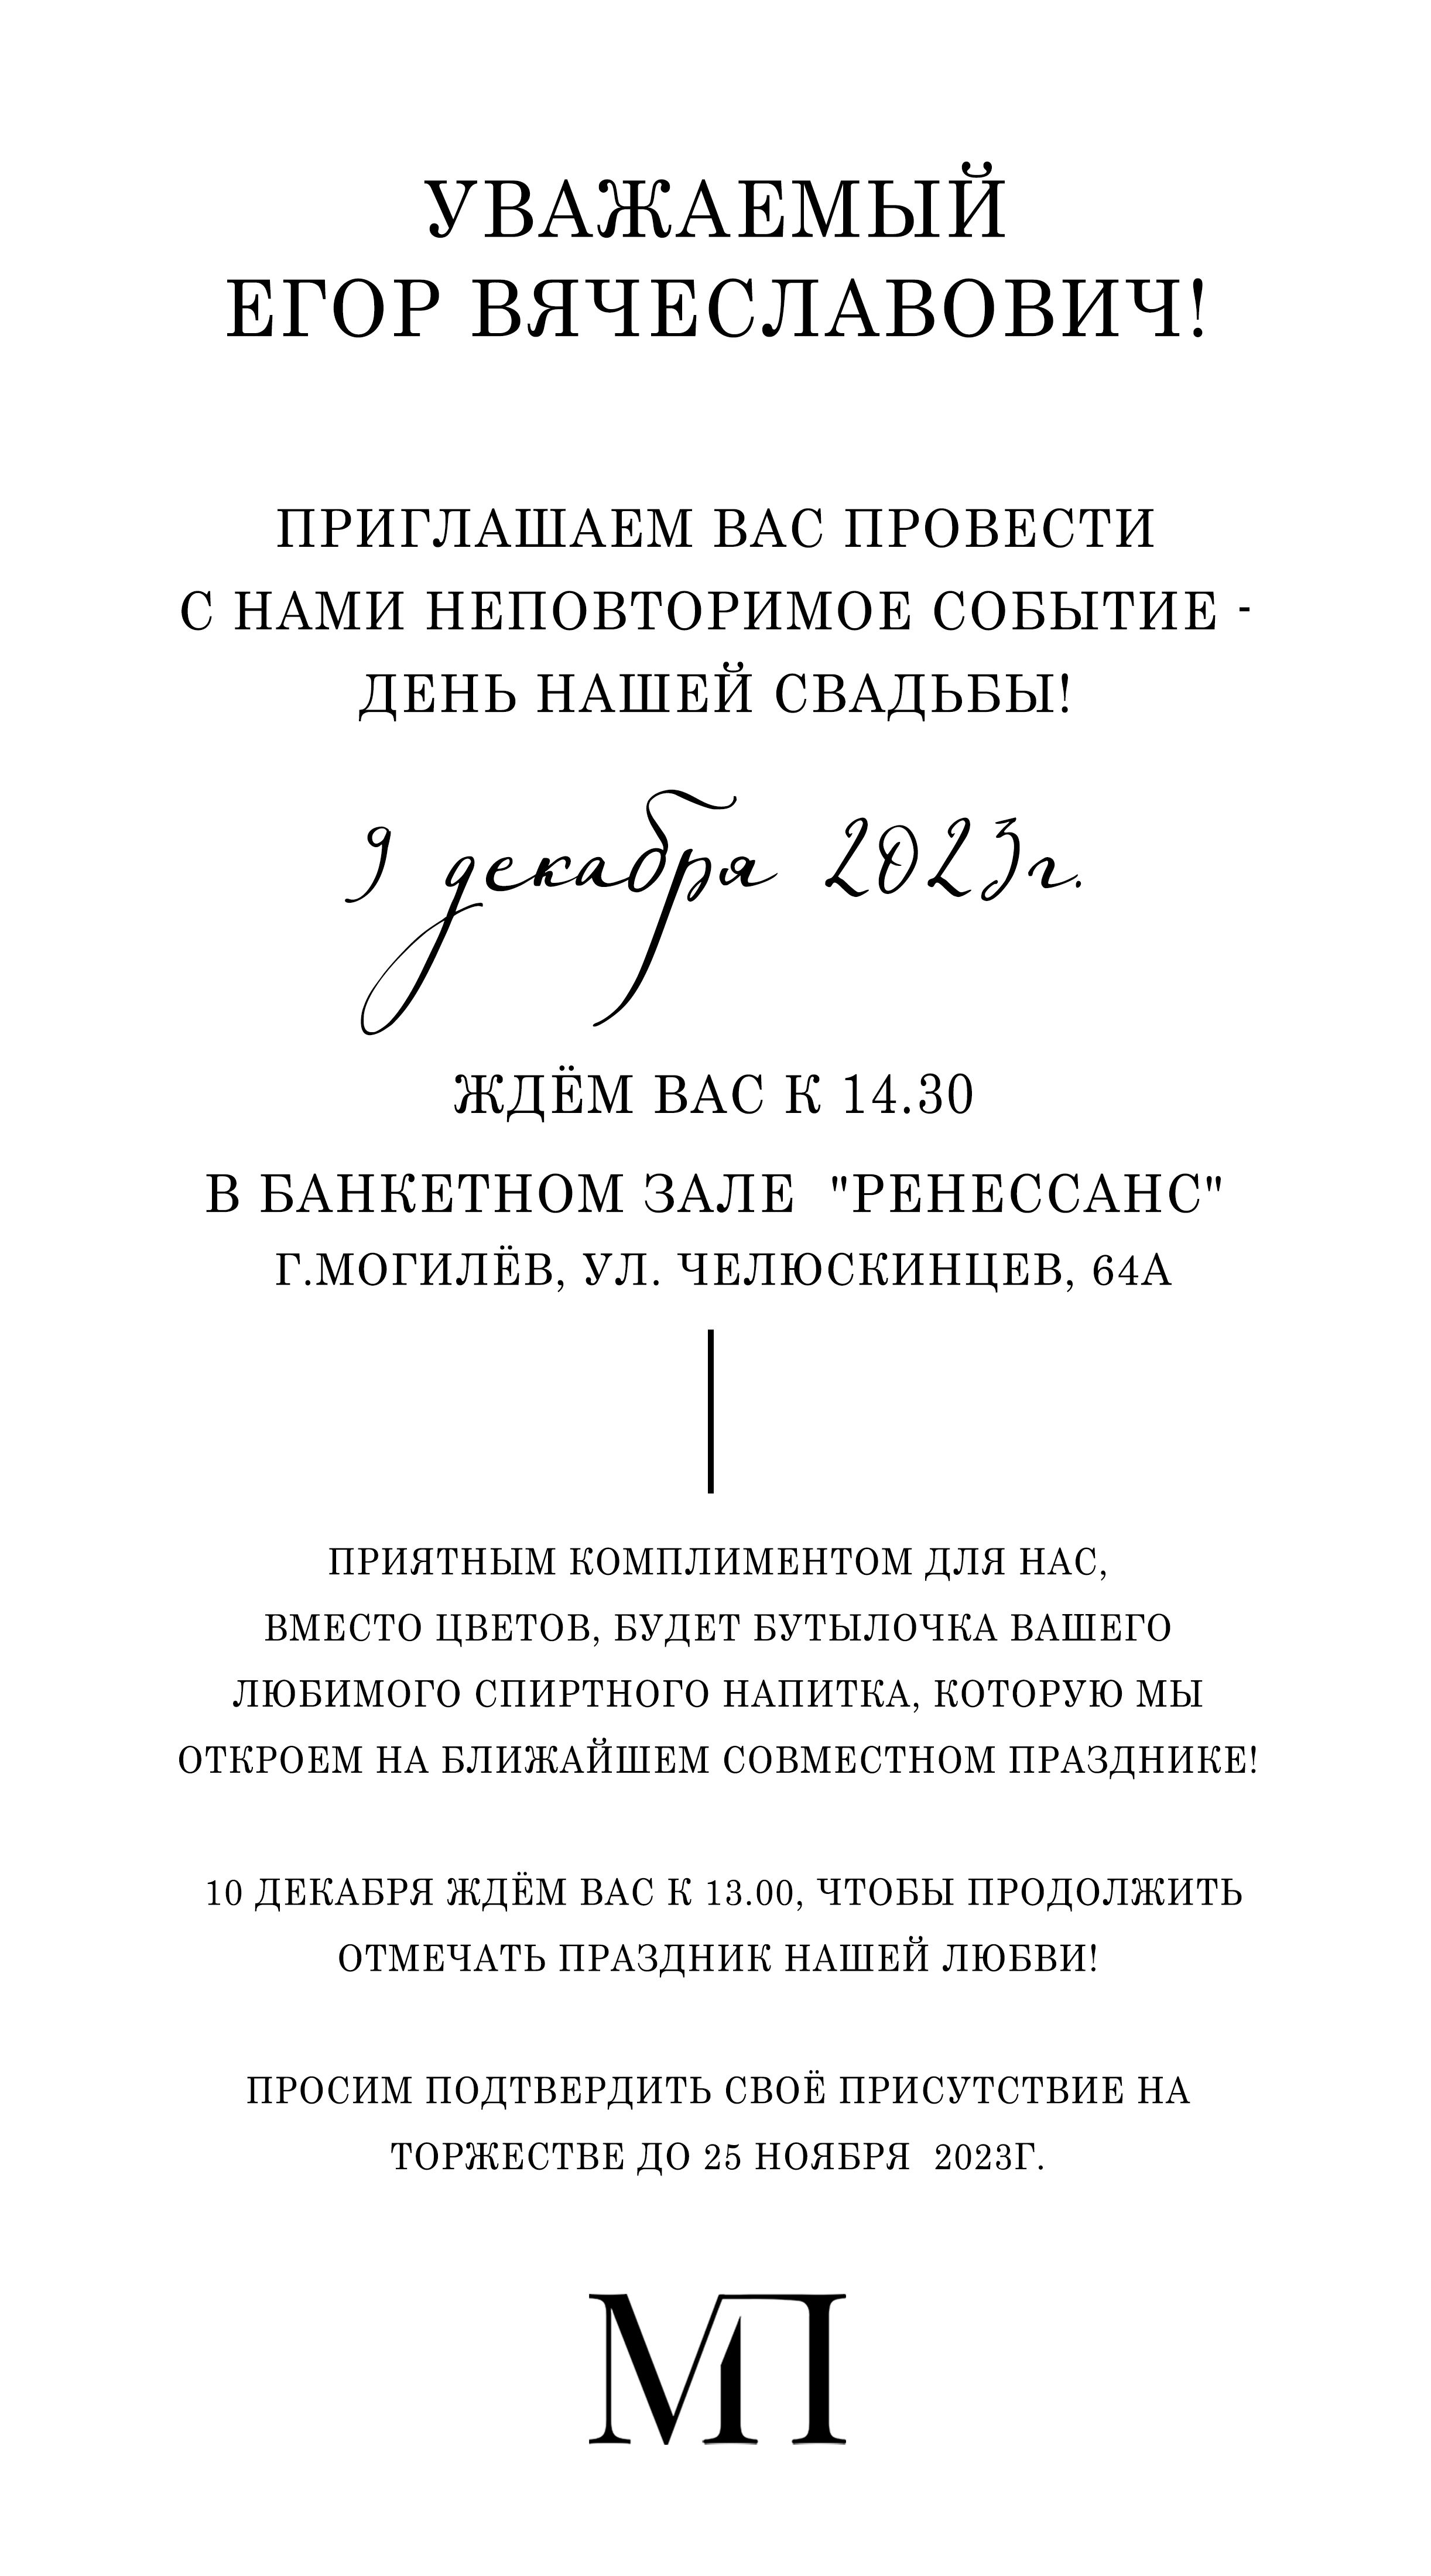 УВАЖАЕМЫЙ
ЕГОР ВЯЧЕСЛАВОВИЧ!
ПРИГЛАШАЕМ ВАС ПРОВЕСТИ
С НАМИ НЕПОВТОРИМОЕ СОБЫТИЕ -
ДЕНЬ НАШЕЙ СВАДЬБЫ!
9 декабря 2023г.
ЖДЁМ ВАС К 14.30
В БАНКЕТНОМ ЗАЛЕ "РЕНЕССАНС"
Г.МОГИЛЁВ, УЛ. ЧЕЛЮСКИНЦЕВ, 64А
ПРИЯТНЫМ КОМПЛИМЕНТОМ ДЛЯ НАС,
ВМЕСТО ЦВЕТОВ, БУДЕТ БУТЫЛОЧКА ВАШЕГО
ЛЮБИМОГО СПИРТНОГО НАПИТКА, КОТОРУЮ МЫ
ОТКРОЕМ НА БЛИЖАЙШЕМ СОВМЕСТНОМ ПРАЗДНИКЕ!
10 ДЕКАБРЯ ЖДЁМ ВАС К 13.00, ЧТОБЫ ПРОДОЛЖИТЬ
ОТМЕЧАТЬ ПРАЗДНИК НАШЕЙ ЛЮБВИ!
ПРОСИМ ПОДТВЕРДИТЬ СВОЁ ПРИСУТСТВИЕ НА
ТОРЖЕСТВЕ ДО 25 НОЯБРЯ 2023Г.
МП